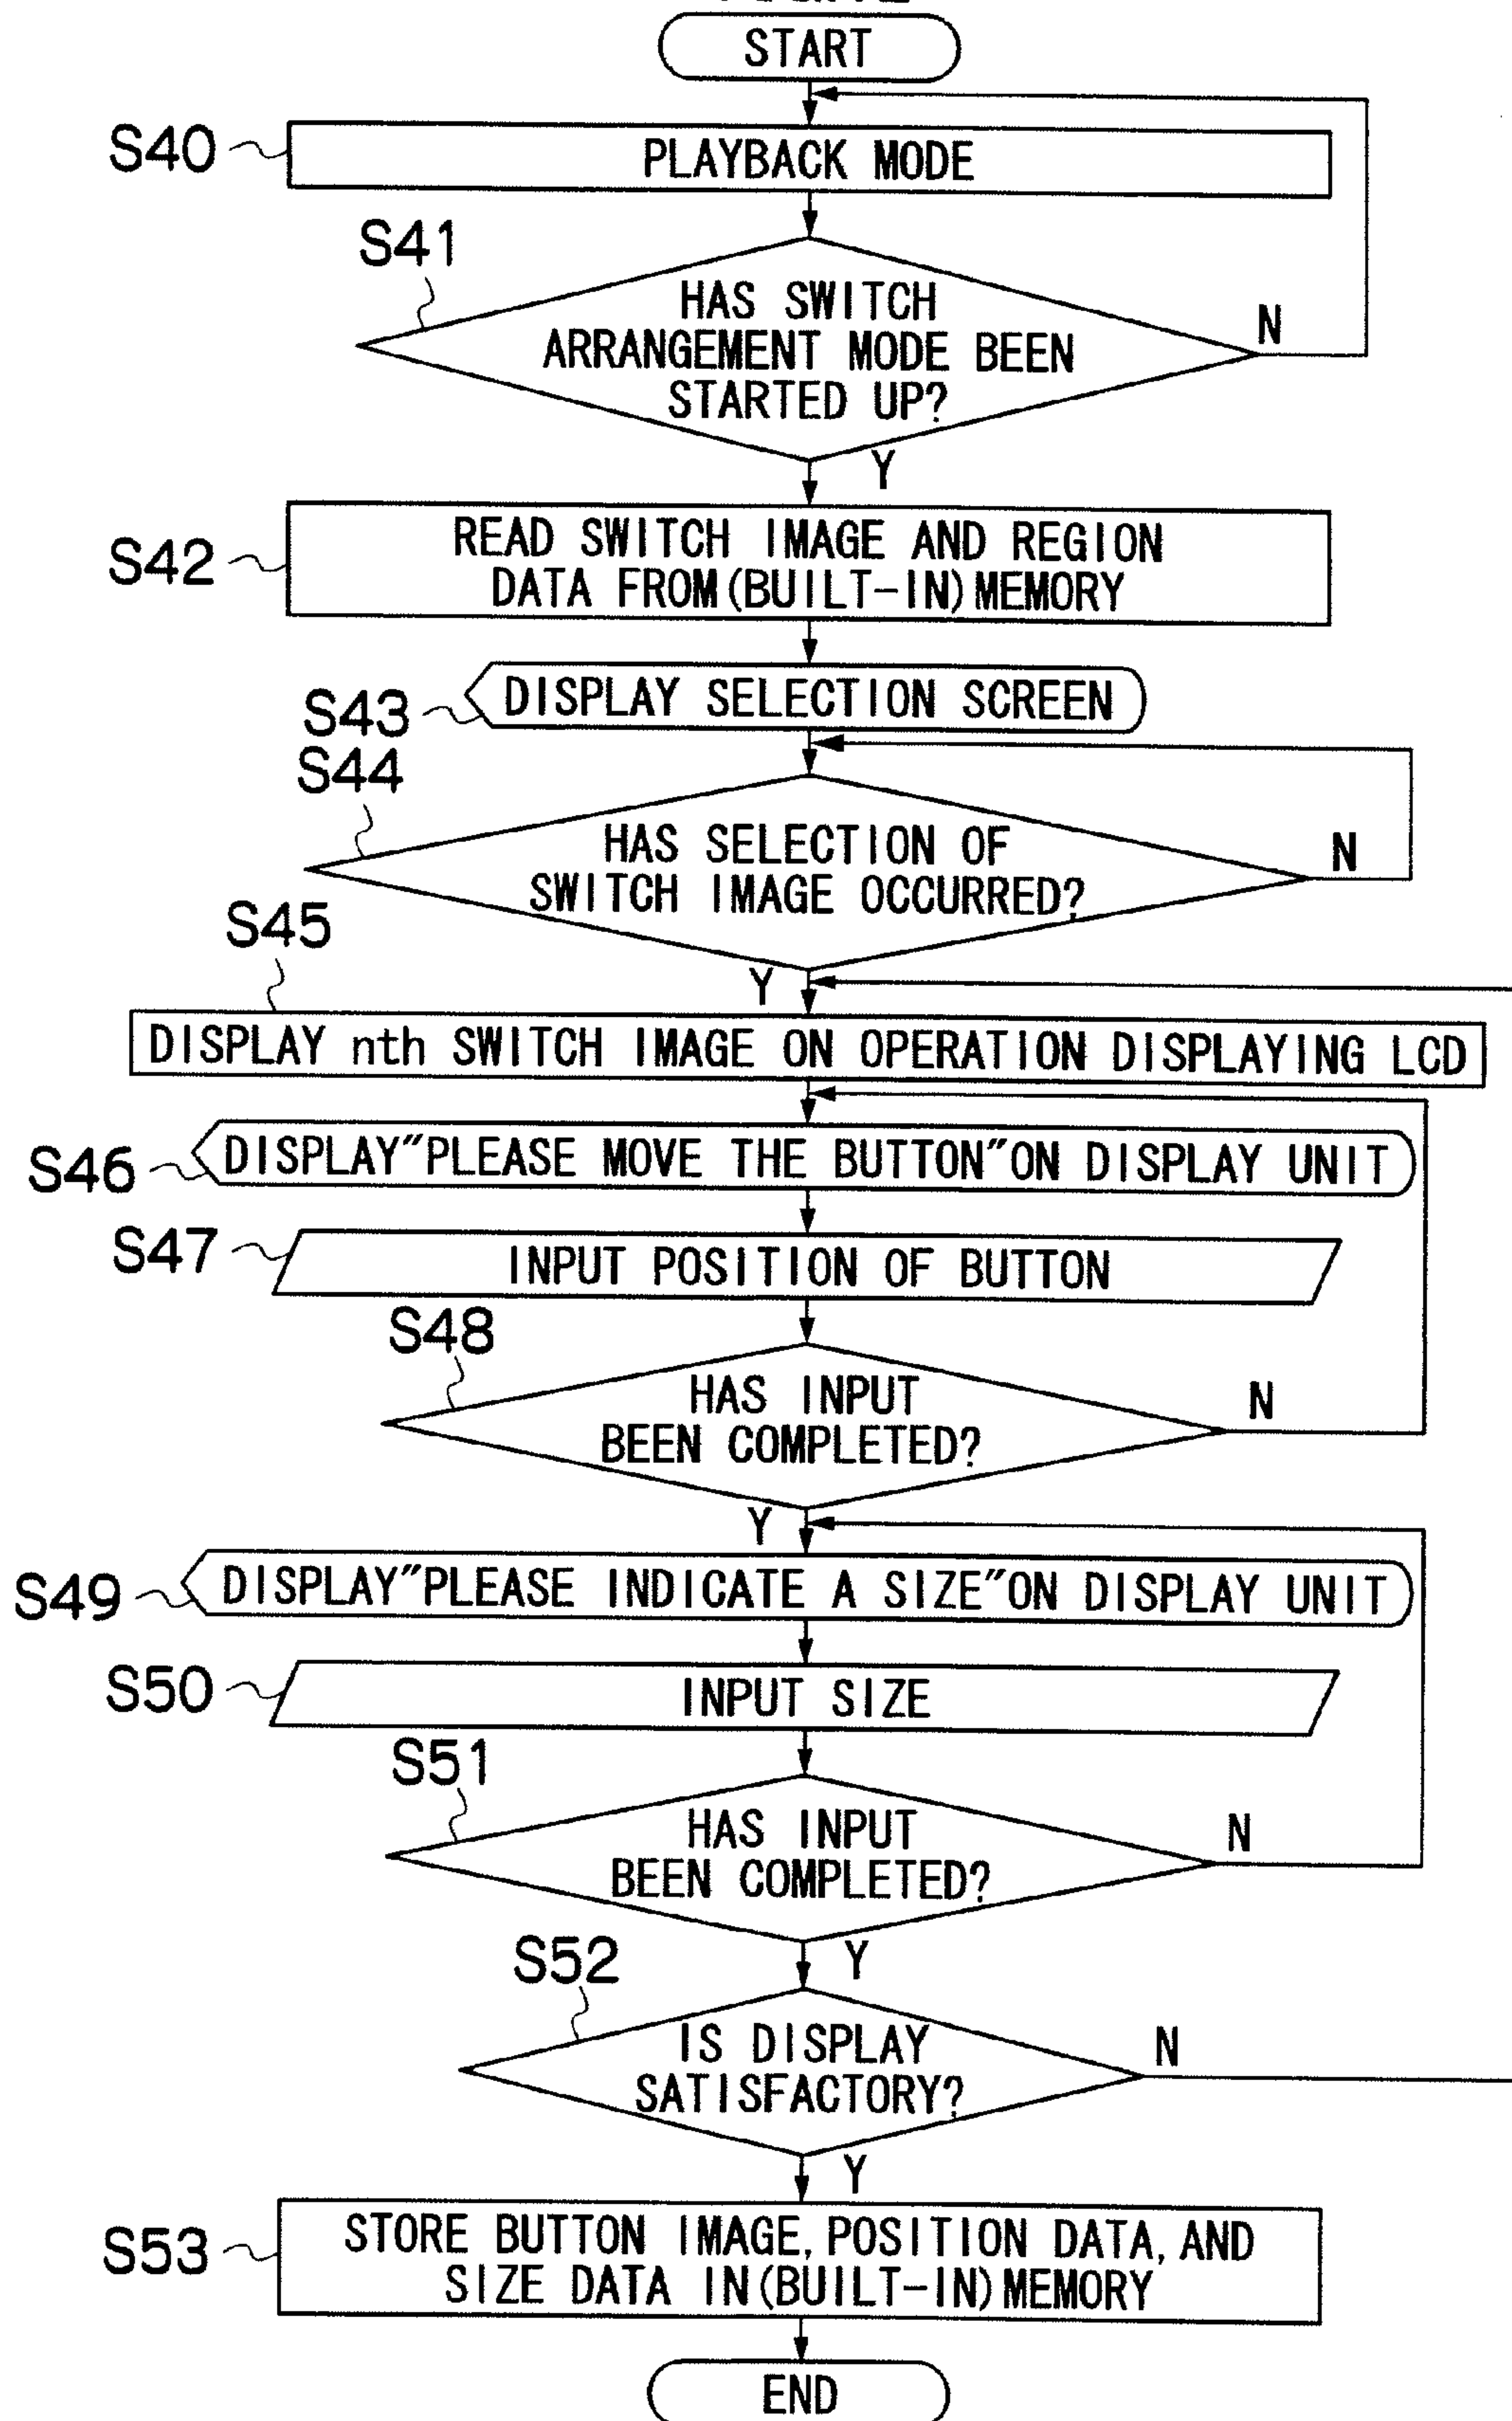 START
S40
PLAYBACK MODE
S41
HAS SWITCH
ARRANGEMENT MODE BEEN
STARTED UP?
N
Y
S42
READ SWITCH IMAGE AND REGION
DATA FROM(BUILT-IN)MEMORY
S43
DISPLAY SELECTION SCREEN
S44
HAS SELECTION OF
SWITCH IMAGE OCCURRED?
N
Y
S45
DISPLAY nth SWITCH IMAGE ON OPERATION DISPLAYING LCD
S46
DISPLAY"PLEASE MOVE THE BUTTON"ON DISPLAY UNIT
S47
INPUT POSITION OF BUTTON
S48
HAS INPUT
BEEN COMPLETED?
N
Y
S49
DISPLAY"PLEASE INDICATE A SIZE"ON DISPLAY UNIT
S50
INPUT SIZE
S51
HAS INPUT
BEEN COMPLETED?
N
Y
S52
IS DISPLAY
SATISFACTORY?
N
Y
S53
STORE BUTTON IMAGE, POSITION DATA, AND
SIZE DATA IN(BUILT-IN)MEMORY
END